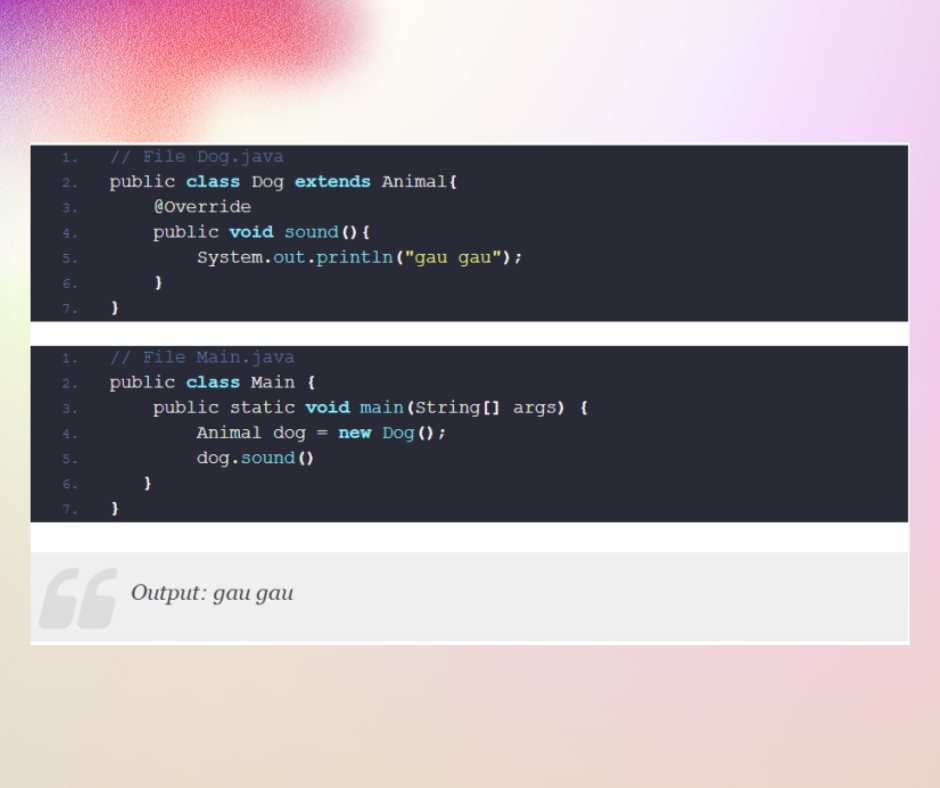 1. // File Dog.java
2. public class Dog extends Animal{
3.     @Override
4.     public void sound(){
5.         System.out.println("gau gau");
6.     }
7. }
1. // File Main.java
2. public class Main {
3.     public static void main(String[] args) {
4.         Animal dog = new Dog();
5.         dog.sound()
6.    }
7. }
Output: gau gau